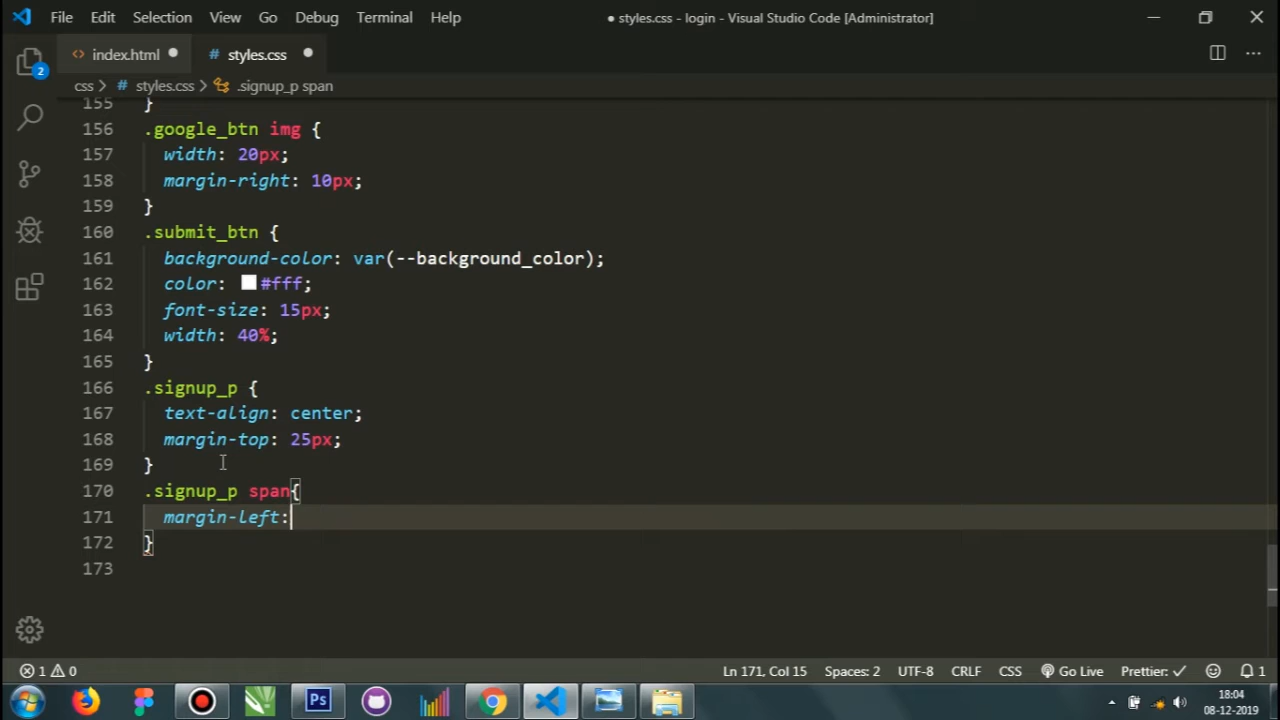 File Edit Selection View Go Debug Terminal Help ● styles.css - login - Visual Studio Code [Administrator]
index.html # styles.css
css > # styles.css > .signup_p span
155 }
156 .google_btn img {
157 width: 20px;
158 margin-right: 10px;
159 }
160 .submit_btn {
161 background-color: var(--background_color);
162 color: #fff;
163 font-size: 15px;
164 width: 40%;
165 }
166 .signup_p {
167 text-align: center;
168 margin-top: 25px;
169 }
170 .signup_p span{
171 margin-left:
172 }
173
2
1 0 Ln 171, Col 15 Spaces: 2 UTF-8 CRLF CSS Go Live Prettier: ✓ 1
Ps 18:04
08-12-2019